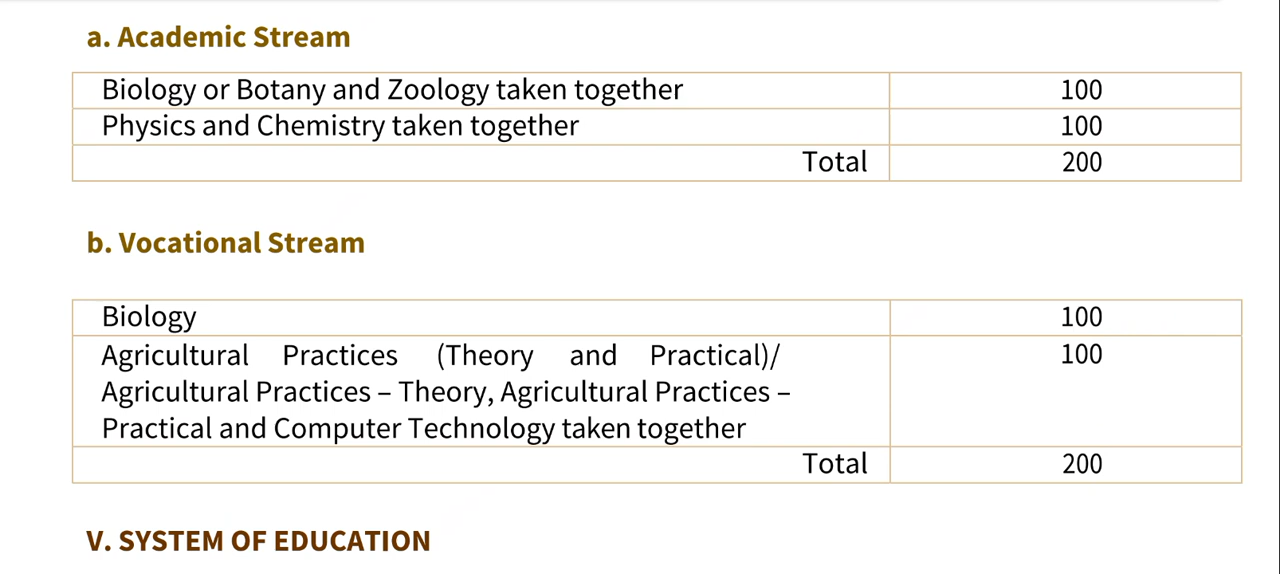 a. Academic Stream
Biology or Botany and Zoology taken together 100
Physics and Chemistry taken together 100
Total 200
b. Vocational Stream
Biology 100
Agricultural Practices (Theory and Practical)/ 100
Agricultural Practices – Theory, Agricultural Practices –
Practical and Computer Technology taken together
Total 200
V. SYSTEM OF EDUCATION